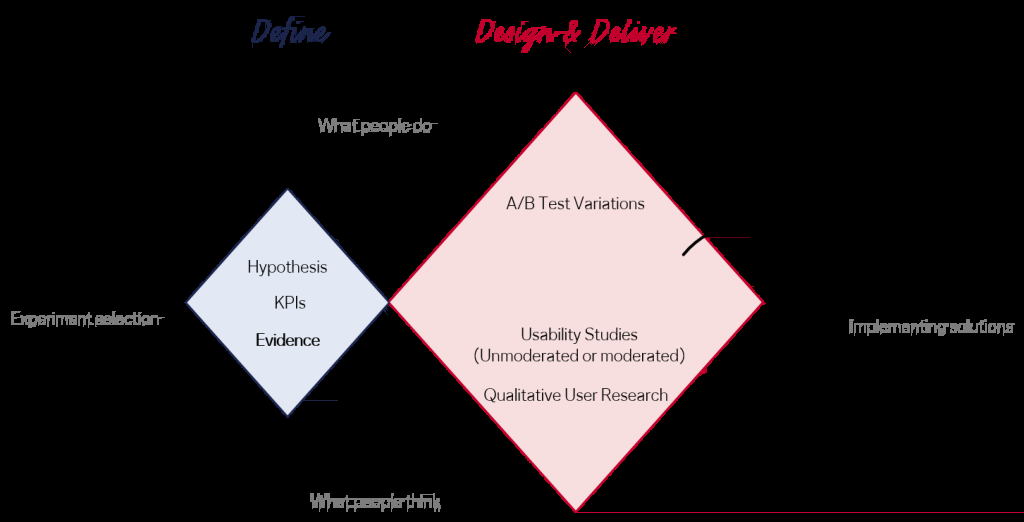 Define
Design & Deliver
What people do
A/B Test Variations
Hypothesis
KPIs
Evidence
Experiment selection
Implementing solutions
Usability Studies
(Unmoderated or moderated)
Qualitative User Research
What people think